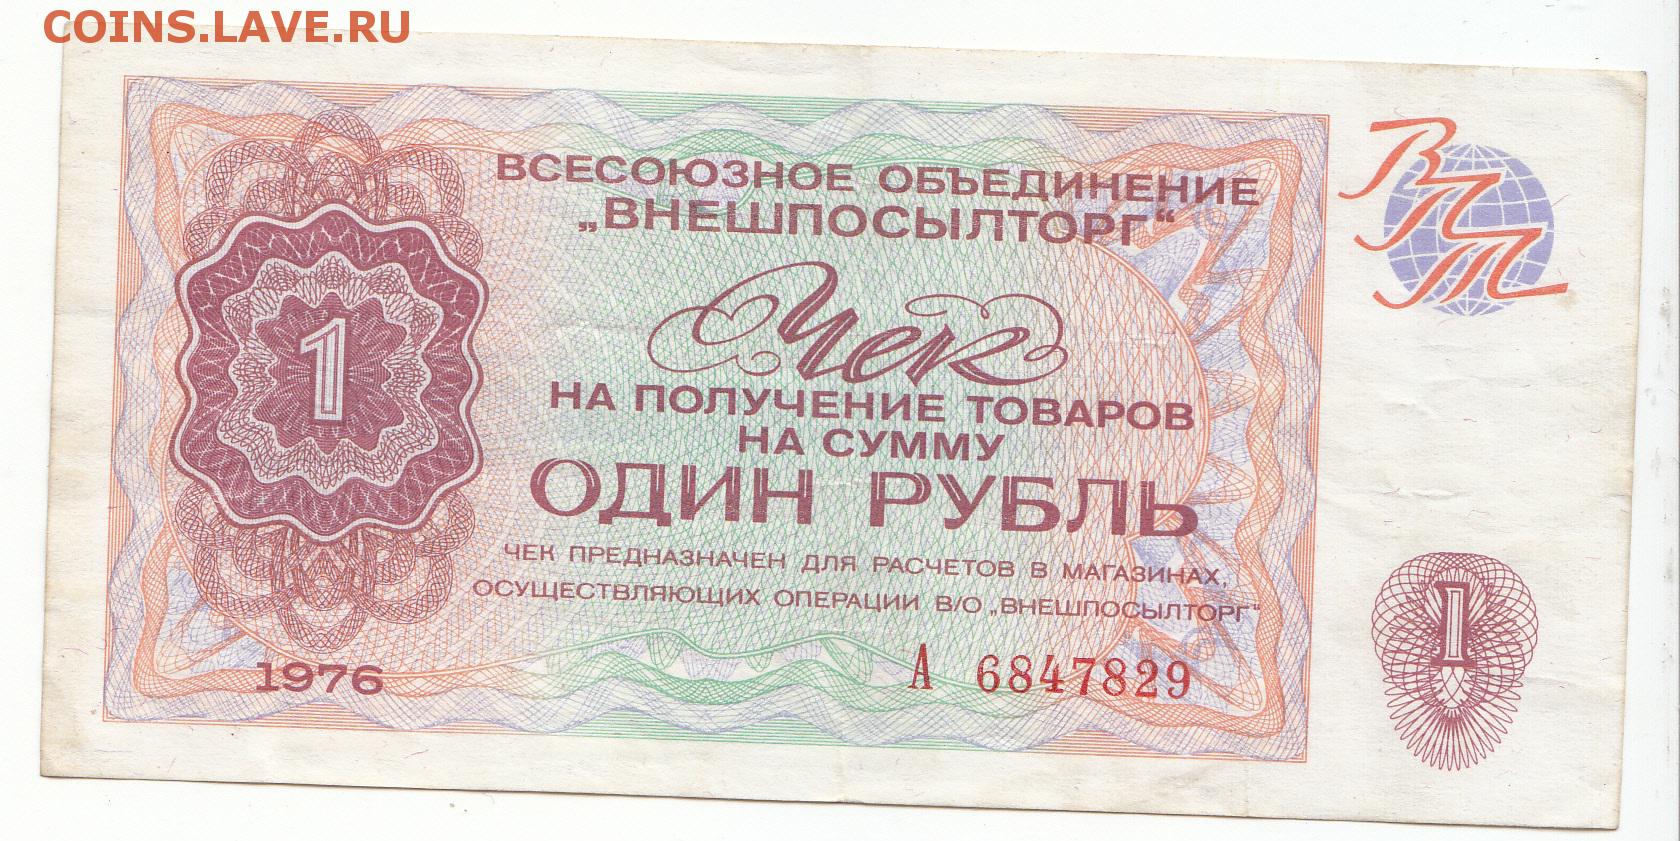 COINS.LAVE.RU
ВСЕСОЮЗНОЕ ОБЪЕДИНЕНИЕ
„ВНЕШПОСЫЛТОРГ“
ВПТ
1
Чек
НА ПОЛУЧЕНИЕ ТОВАРОВ
НА СУММУ
ОДИН РУБЛЬ
ЧЕК ПРЕДНАЗНАЧЕН ДЛЯ РАСЧЕТОВ В МАГАЗИНАХ,
ОСУЩЕСТВЛЯЮЩИХ ОПЕРАЦИИ В/О „ВНЕШПОСЫЛТОРГ“
1976
А 6847829
1